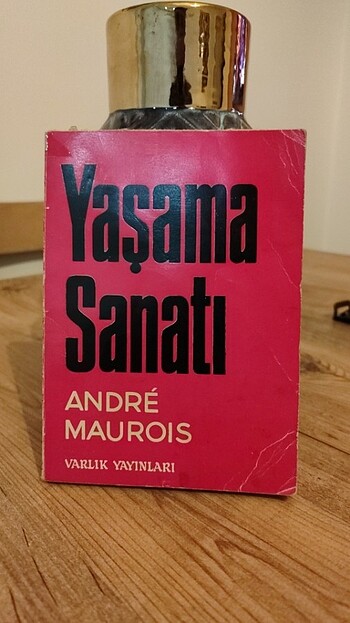 Yaşama
Sanatı
ANDRÉ
MAUROIS
VARLIK YAYINLARI